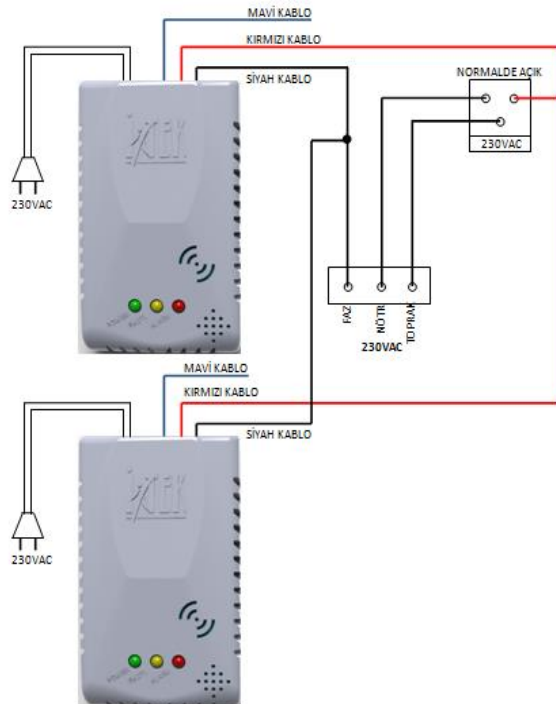 MAVİ KABLO
KIRMIZI KABLO
SİYAH KABLO
NORMALDE AÇIK
230VAC
230VAC
FAZ
NÖTR
TOPRAK
230VAC
MAVİ KABLO
KIRMIZI KABLO
SİYAH KABLO
230VAC